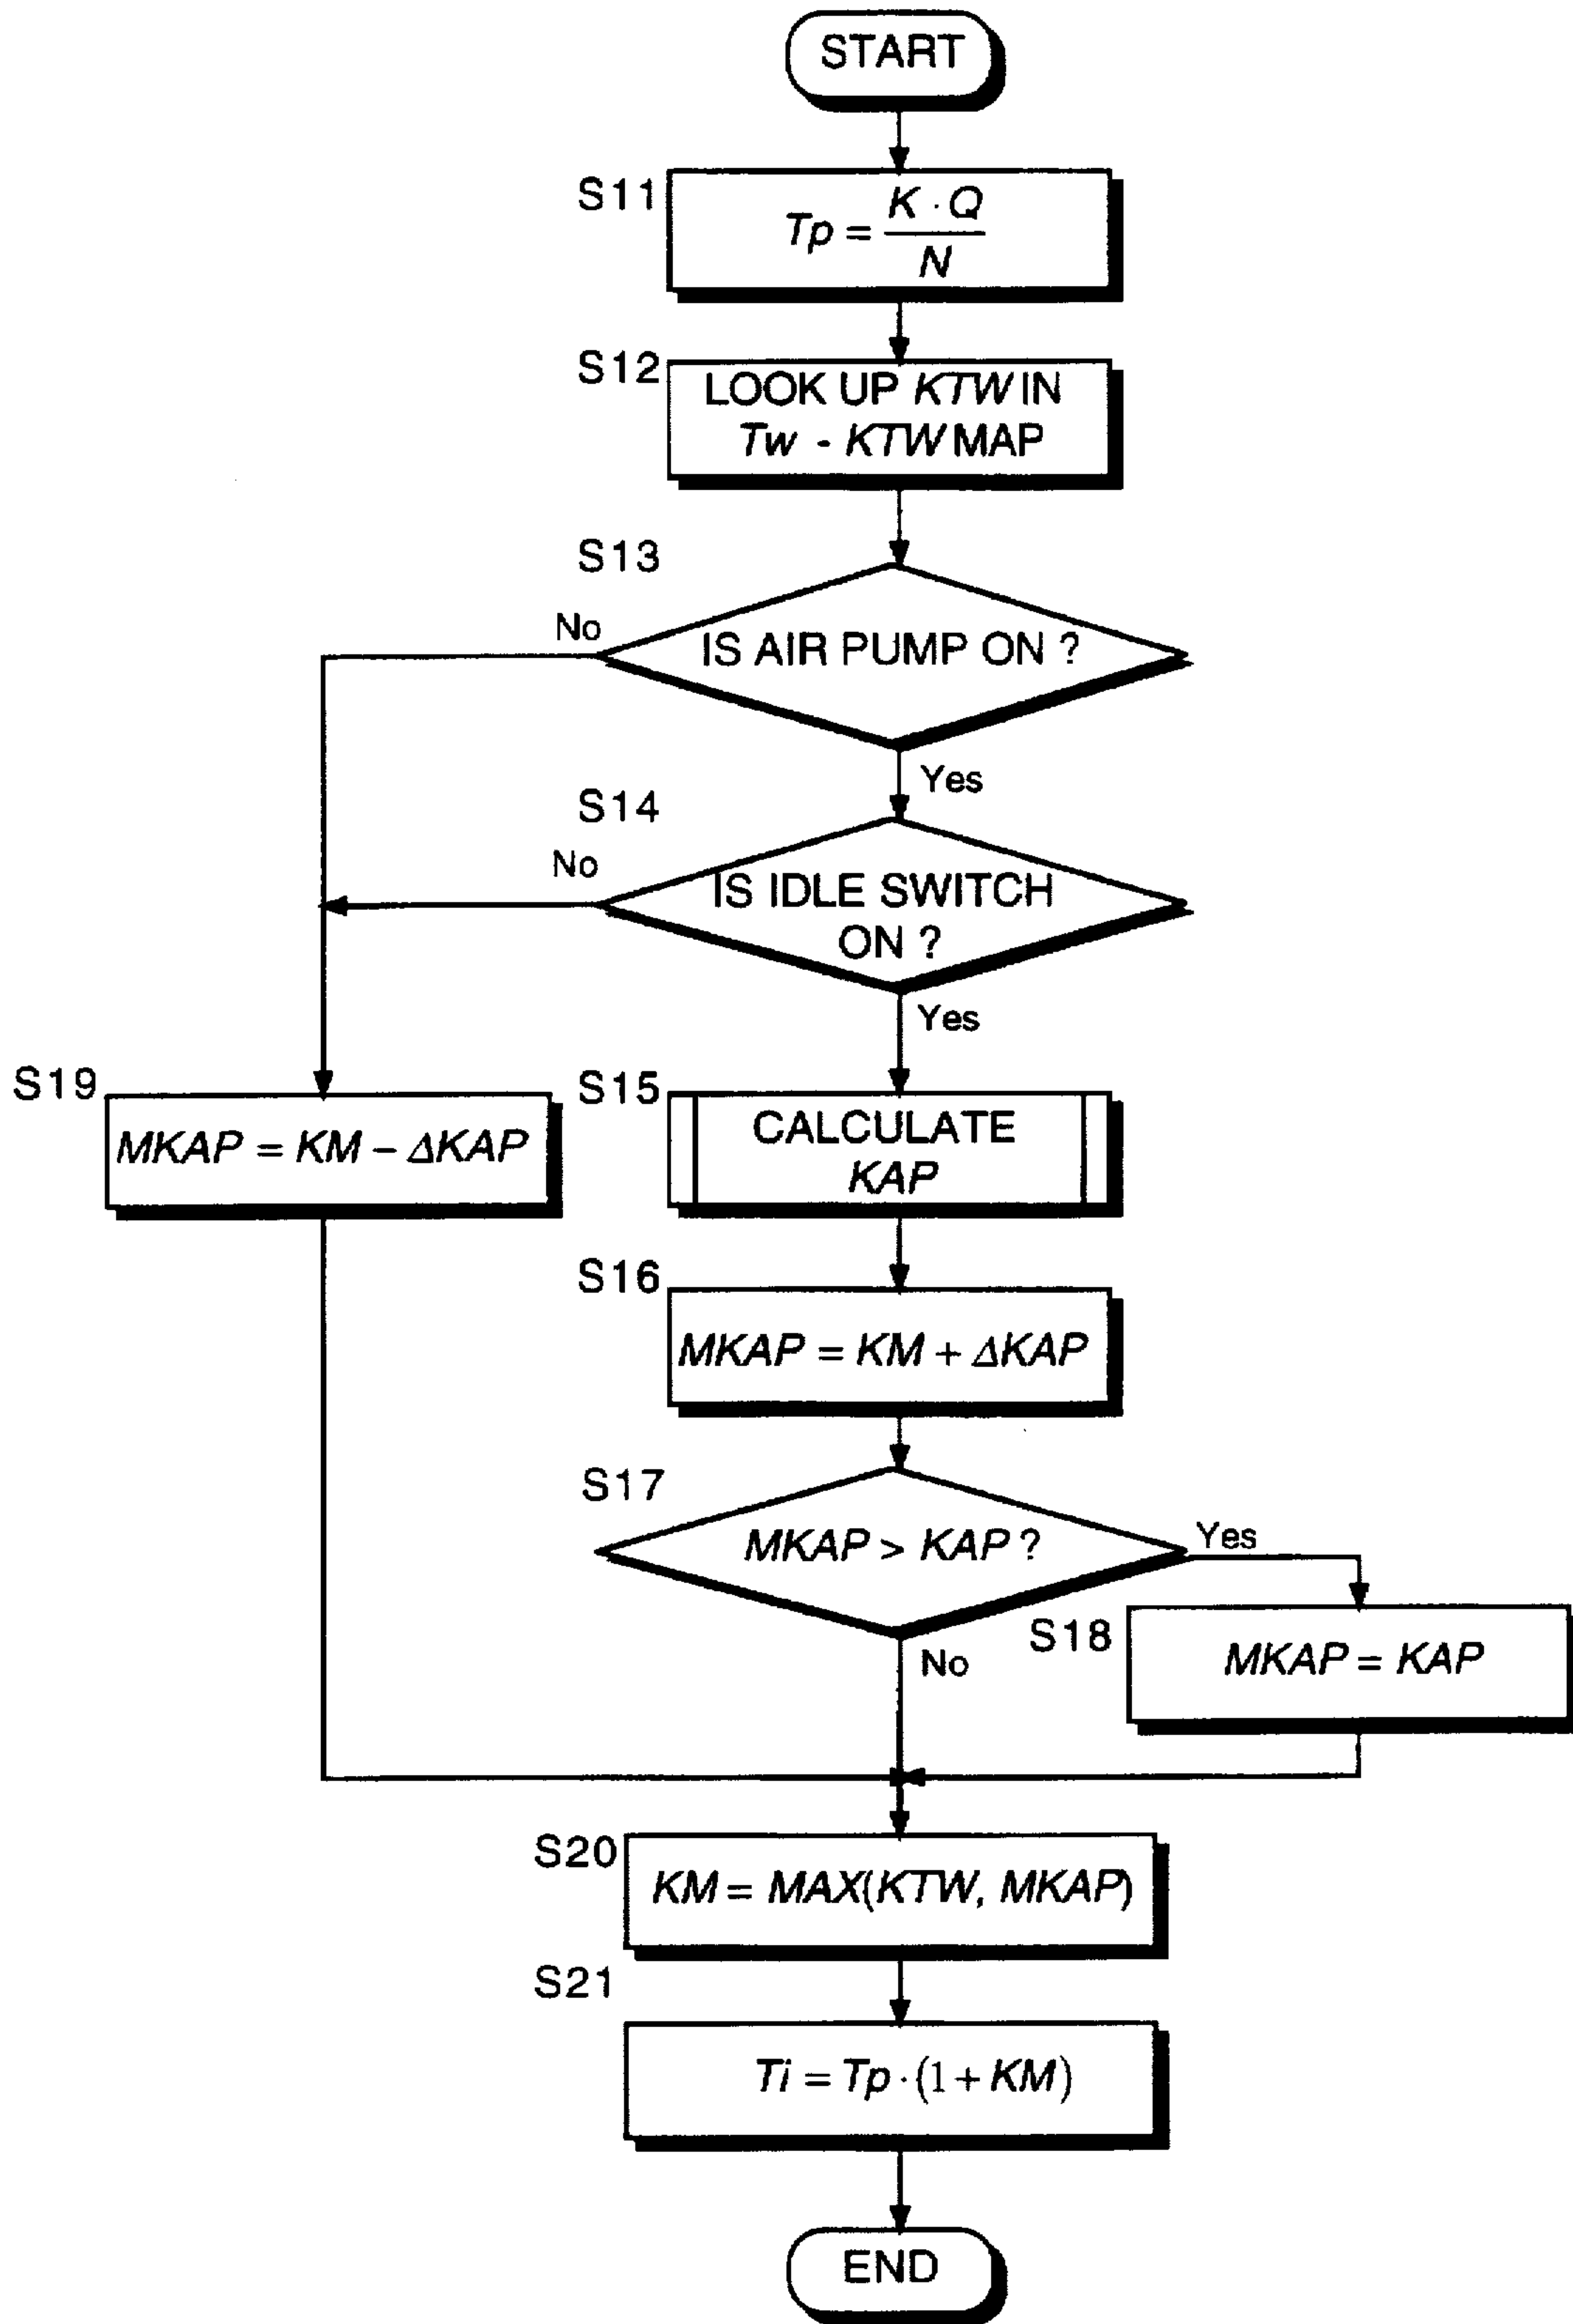 START
S11
Tp = K · Q / N
S12
LOOK UP KTW IN
Tw - KTW MAP
S13
No
IS AIR PUMP ON ?
Yes
S14
No
IS IDLE SWITCH
ON ?
Yes
S19
MKAP = KM – ΔKAP
S15
CALCULATE
KAP
S16
MKAP = KM + ΔKAP
S17
MKAP > KAP ?
Yes
S18
MKAP = KAP
No
S20
KM = MAX(KTW, MKAP)
S21
Ti = Tp · (1 + KM)
END